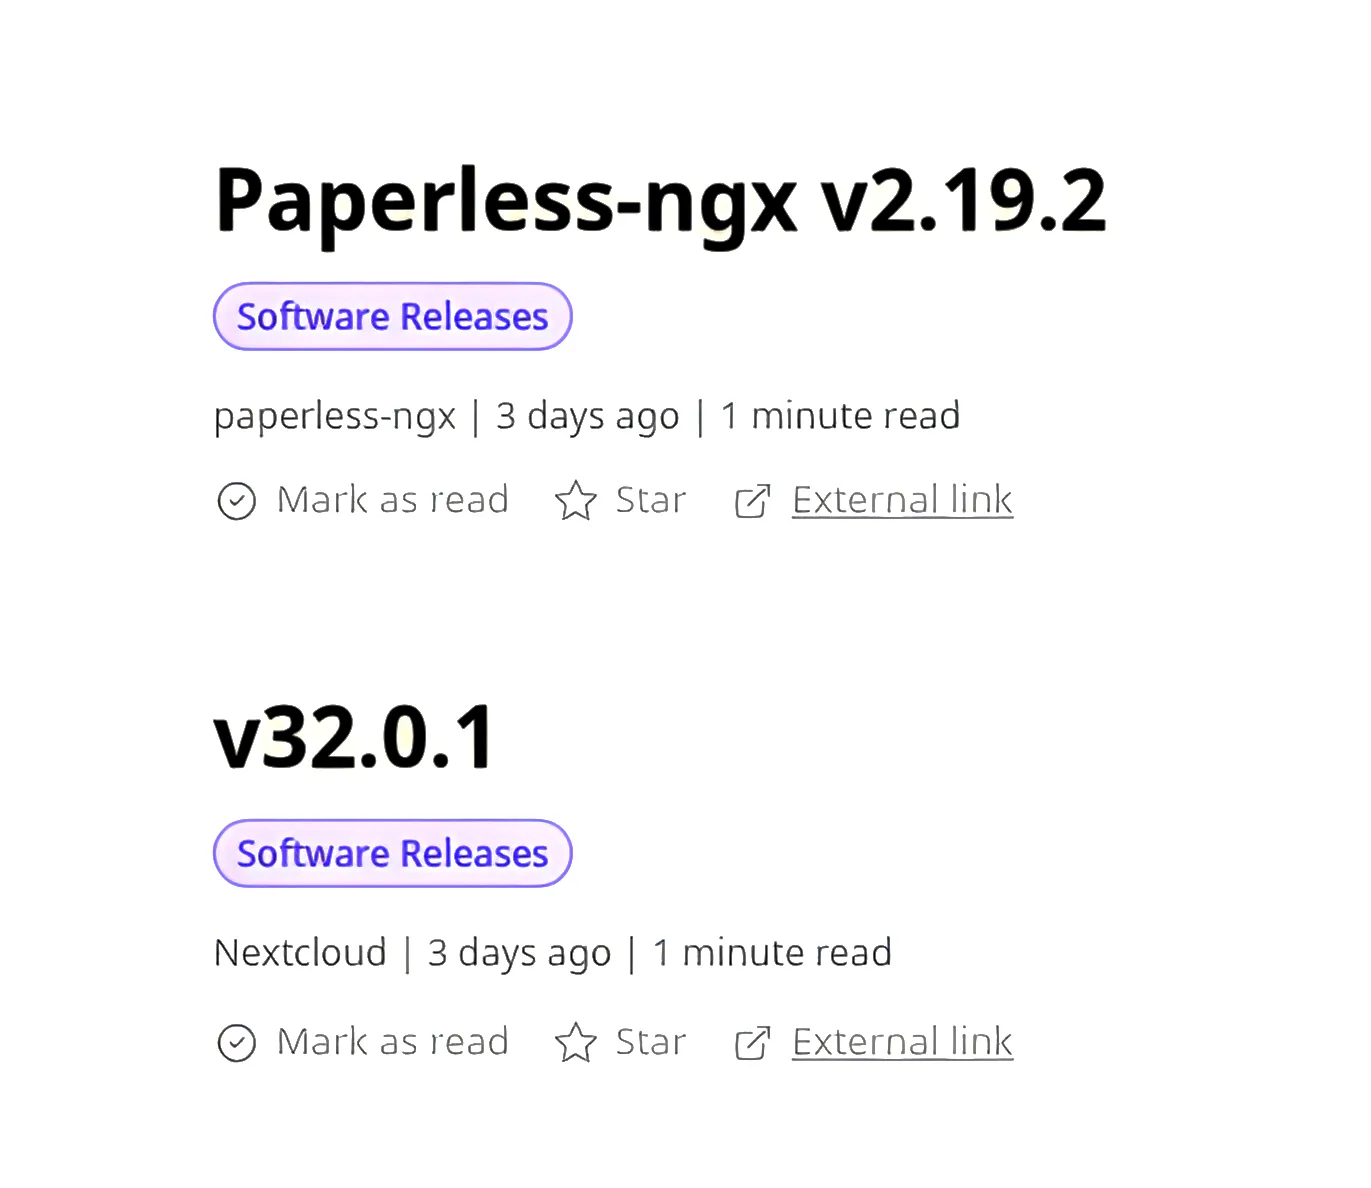 Paperless-ngx v2.19.2
Software Releases
paperless-ngx | 3 days ago | 1 minute read
Mark as read Star External link
v32.0.1
Software Releases
Nextcloud | 3 days ago | 1 minute read
Mark as read Star External link